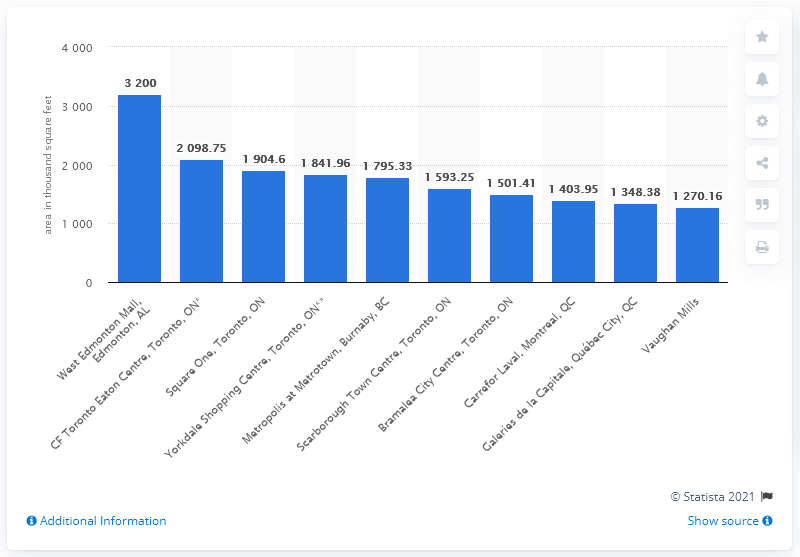 4 000
3 000
2 000
1 000
0
area in thousand square feet
3 200
2 098.75
1 904.6
1 841.96
1 795.33
1 593.25
1 501.41
1 403.95
1 348.38
1 270.16
West Edmonton Mall,
Edmonton, AL
CF Toronto Eaton Centre, Toronto, ON*
Square One, Toronto, ON
Yorkdale Shopping Centre, Toronto, ON**
Metropolis at Metrotown, Burnaby, BC
Scarborough Town Centre, Toronto, ON
Bramalea City Centre, Toronto, ON
Carrefor Laval, Montreal, QC
Galeries de la Capitale, Québec City, QC
Vaughan Mills
© Statista 2021
Additional Information
Show source